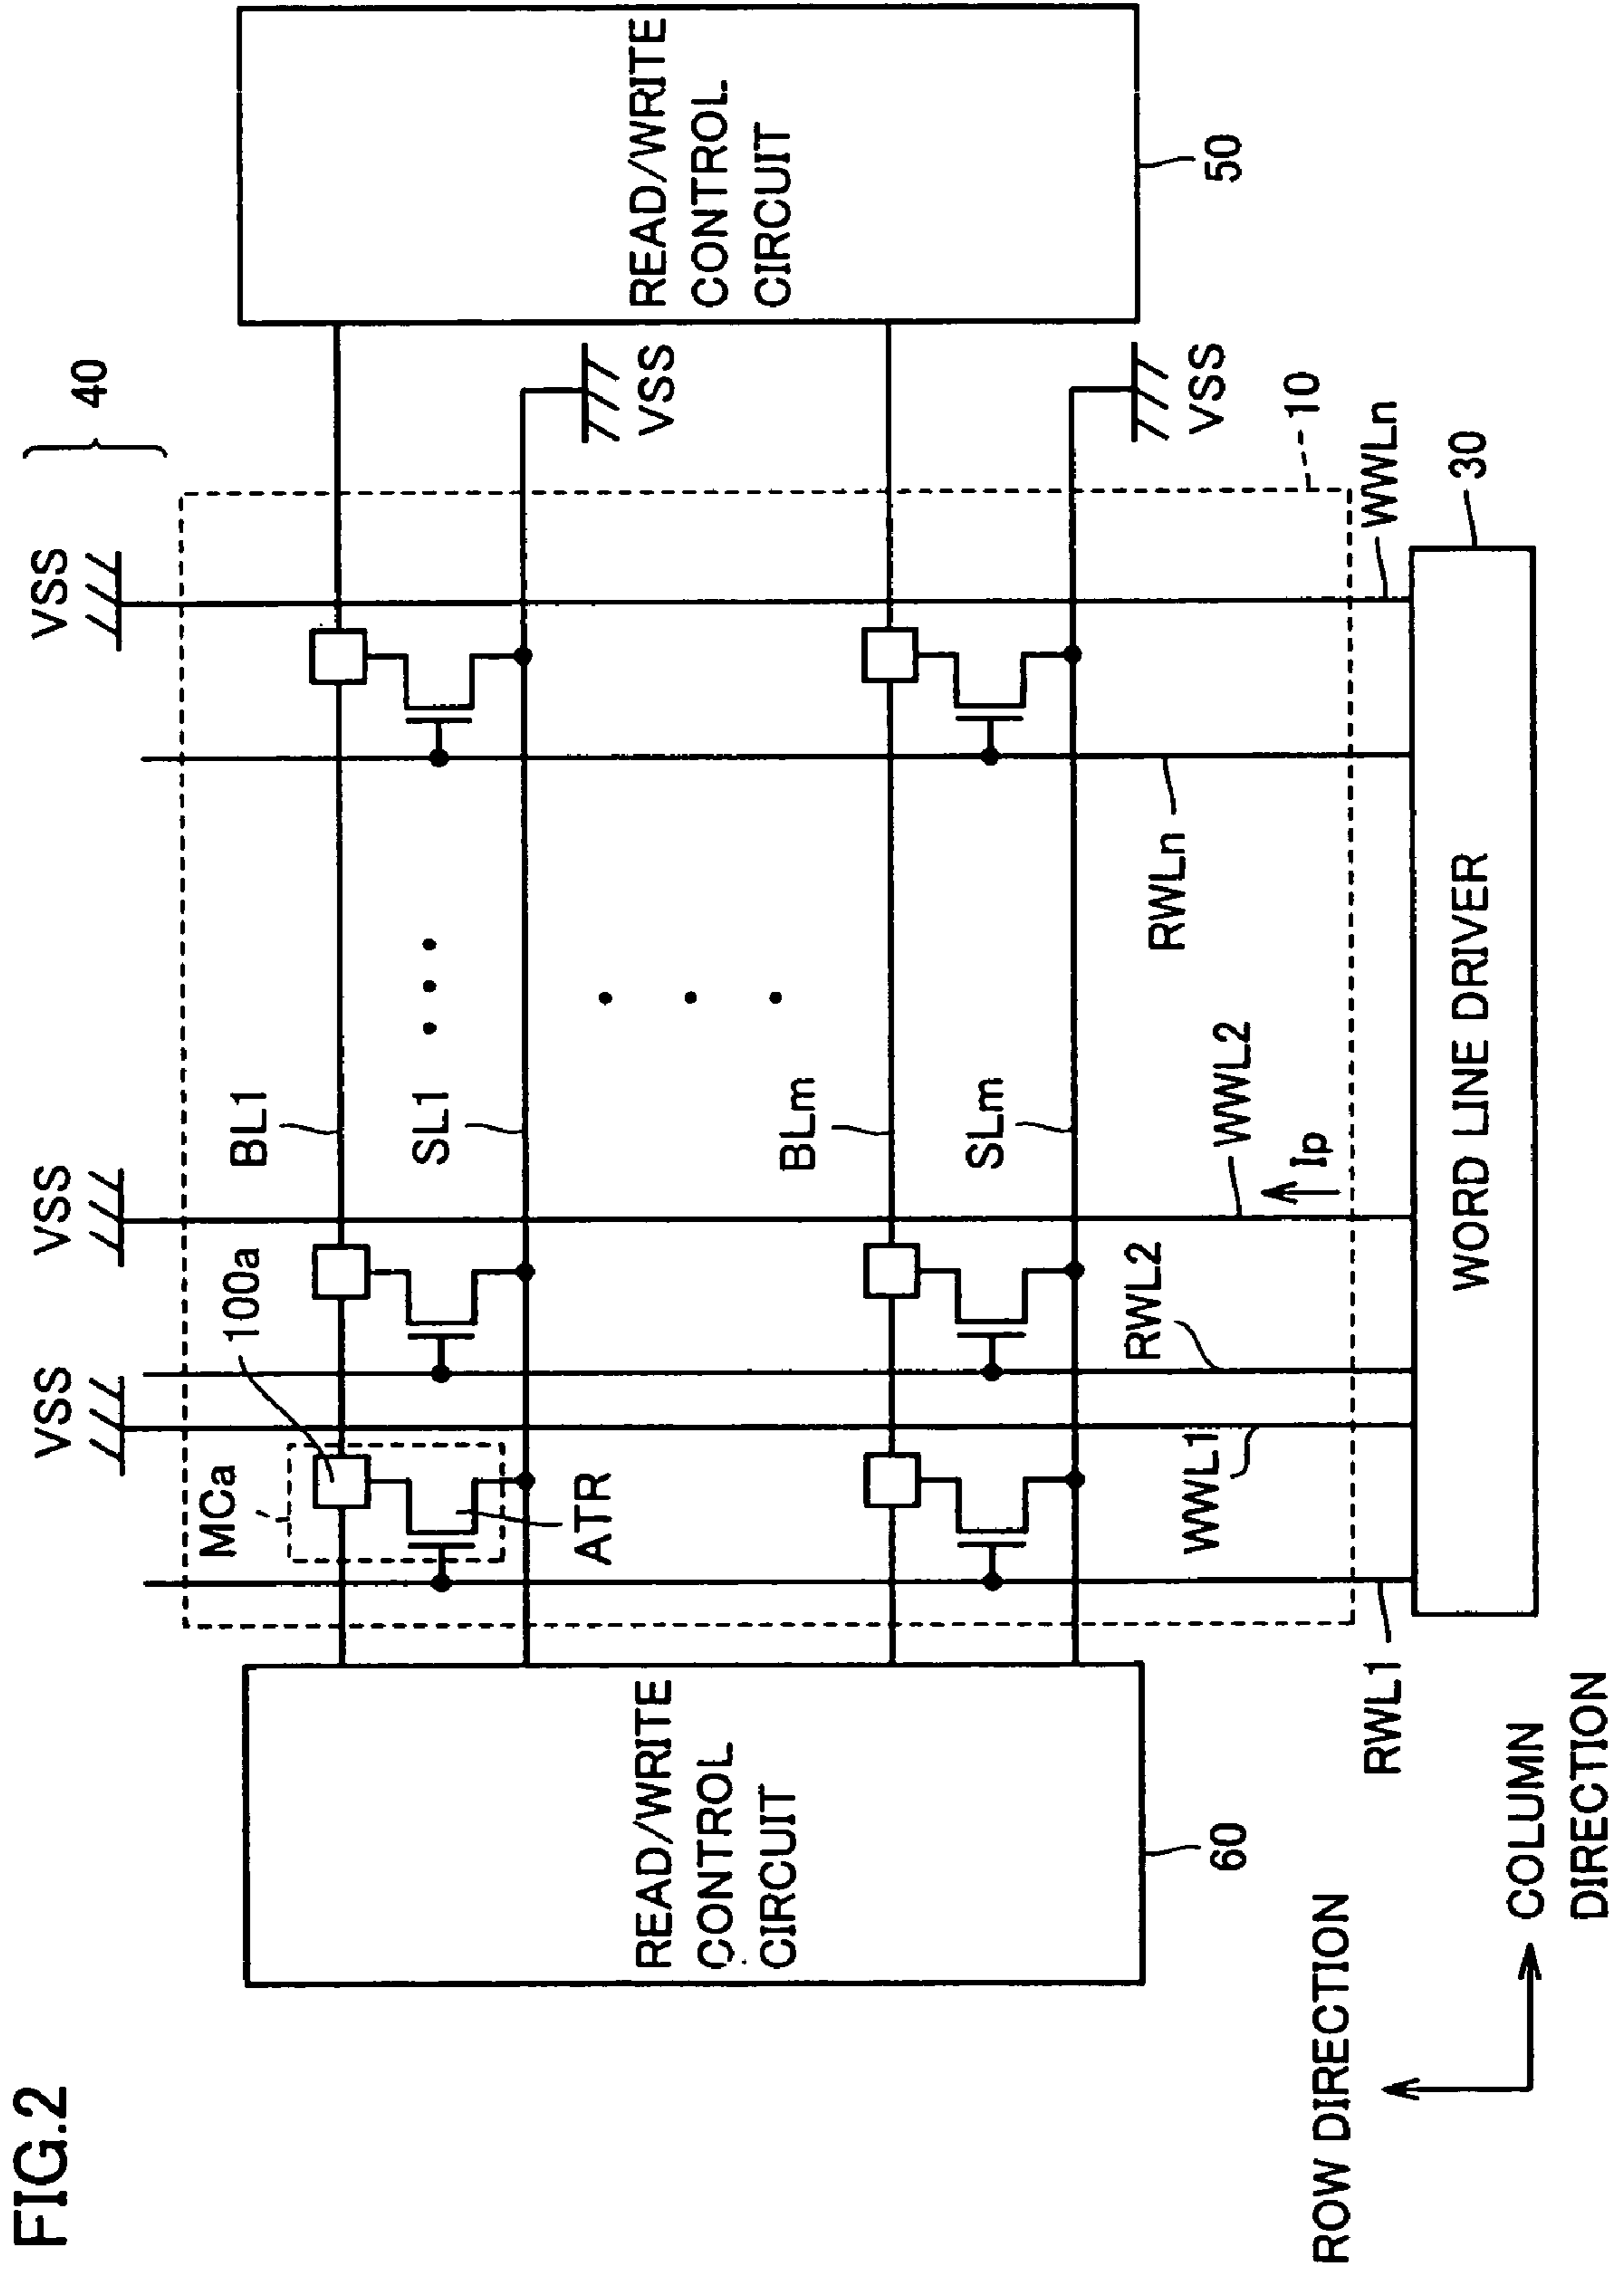 FIG.2
VSS
VSS
VSS
40
MCa
100a
BL1
SL1
ATR
READ/WRITE
CONTROL
CIRCUIT
READ/WRITE
CONTROL
CIRCUIT
VSS
BLm
SLm
60
WWL1
RWL2
WWL2
RWLn
VSS
50
Ip
10
RWL1
WWLn
ROW DIRECTION
WORD LINE DRIVER
30
COLUMN
DIRECTION